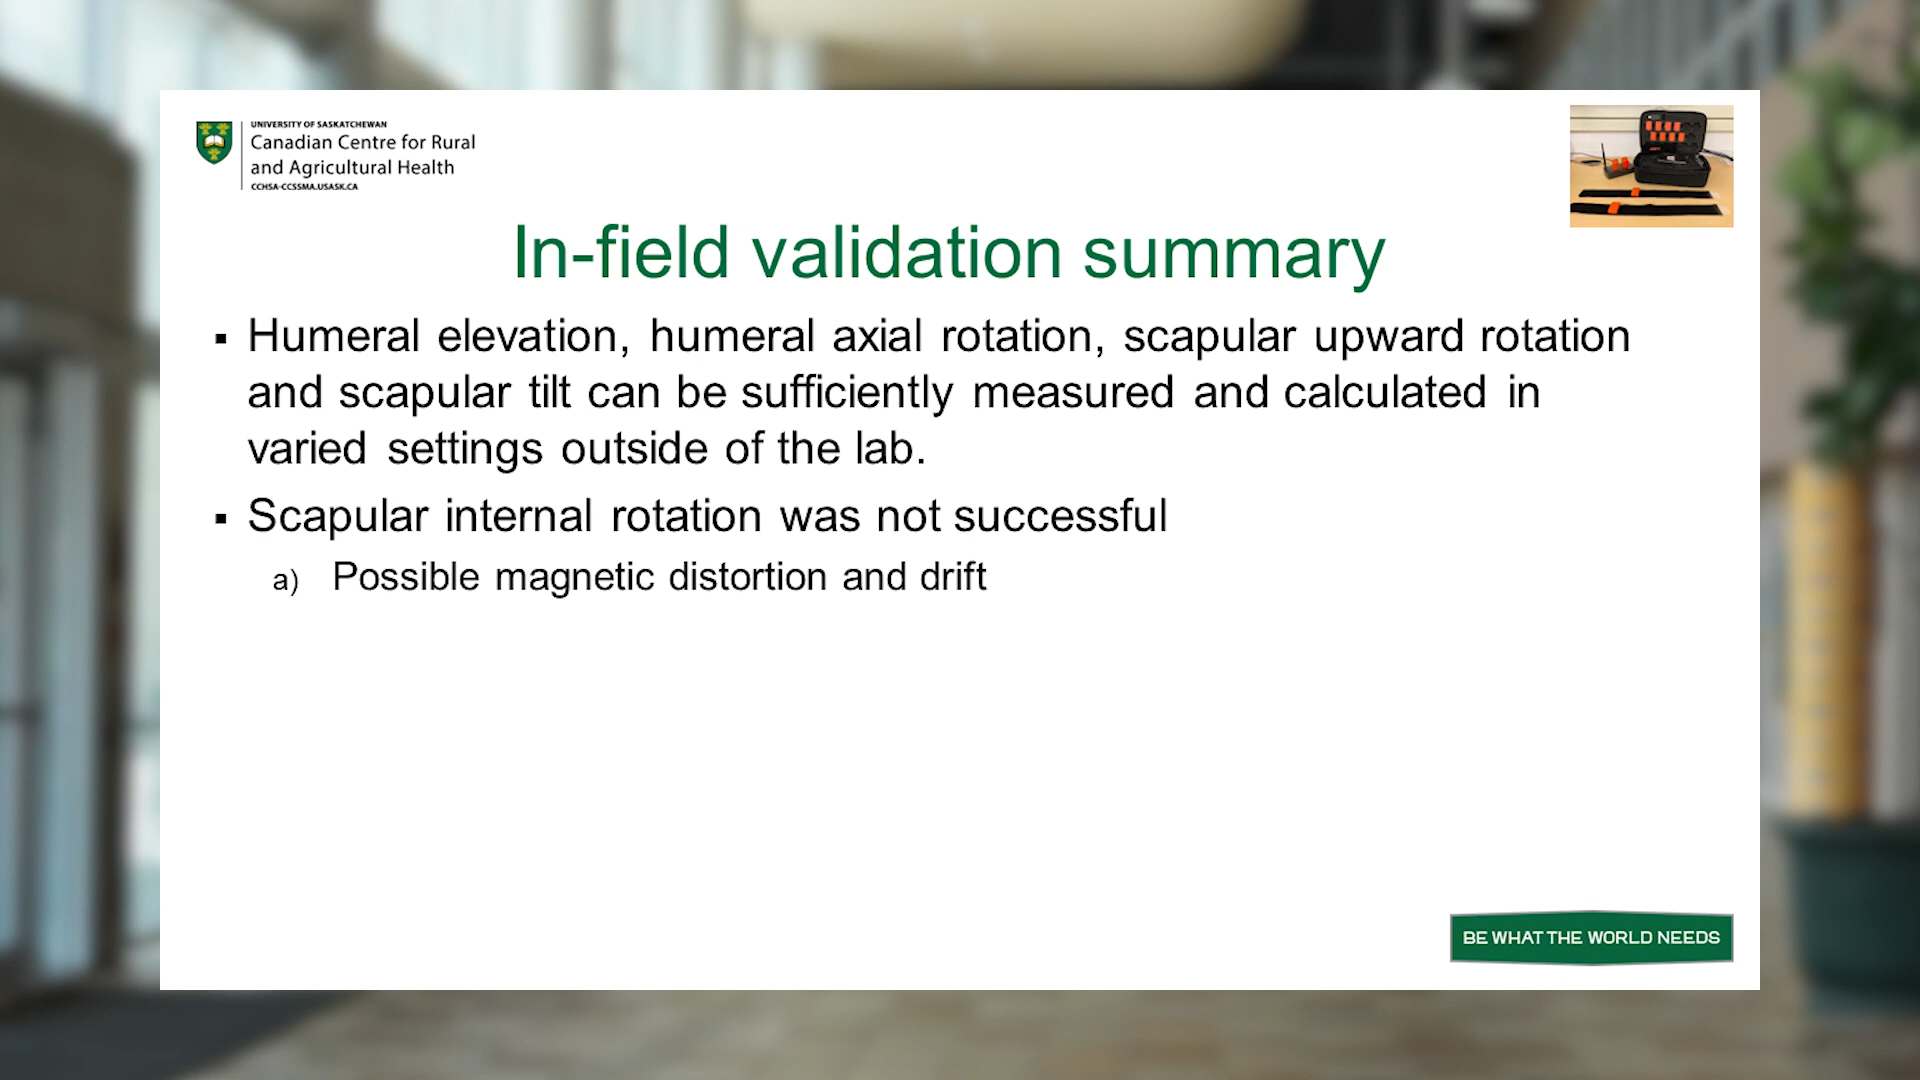 UNIVERSITY OF SASKATCHEWAN
Canadian Centre for Rural
and Agricultural Health
CCHSA-CCSSMA.USASK.CA
In-field validation summary
▪ Humeral elevation, humeral axial rotation, scapular upward rotation
and scapular tilt can be sufficiently measured and calculated in
varied settings outside of the lab.
▪ Scapular internal rotation was not successful
a) Possible magnetic distortion and drift
BE WHAT THE WORLD NEEDS